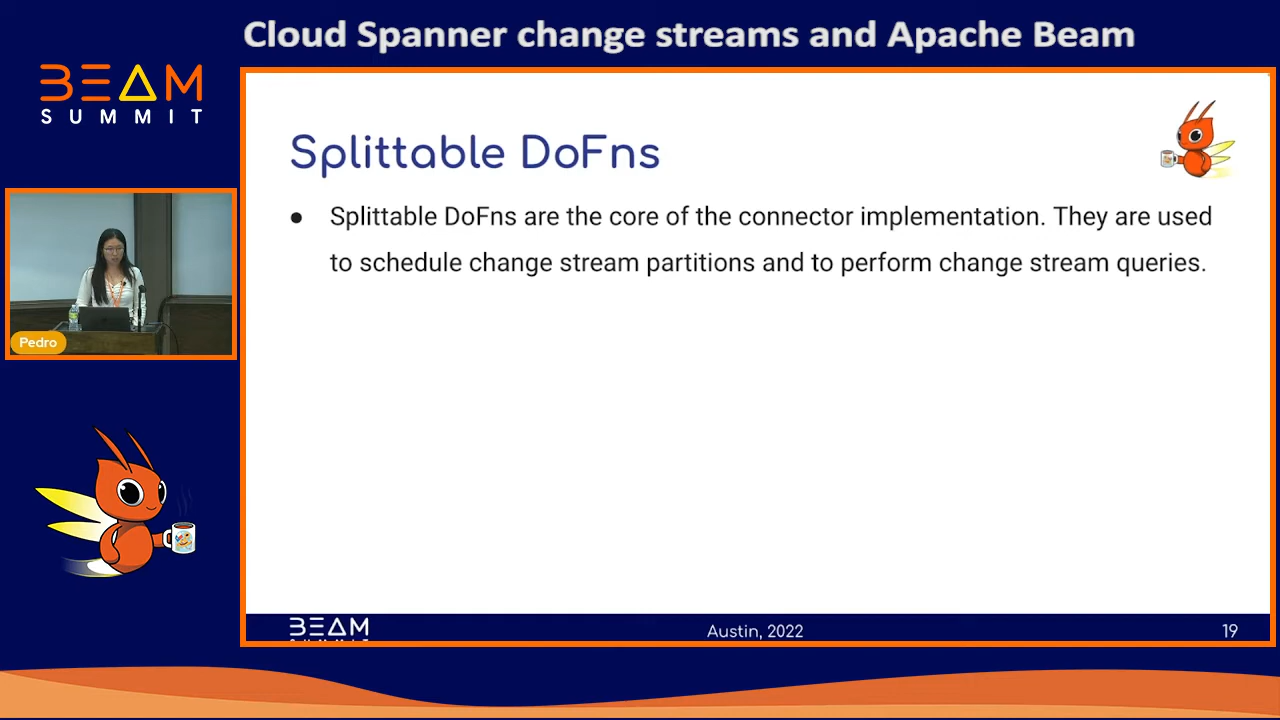 Cloud Spanner change streams and Apache Beam
BEAM
SUMMIT
Splittable DoFns
● Splittable DoFns are the core of the connector implementation. They are used
to schedule change stream partitions and to perform change stream queries.
Pedro
BEAM
Austin, 2022
19